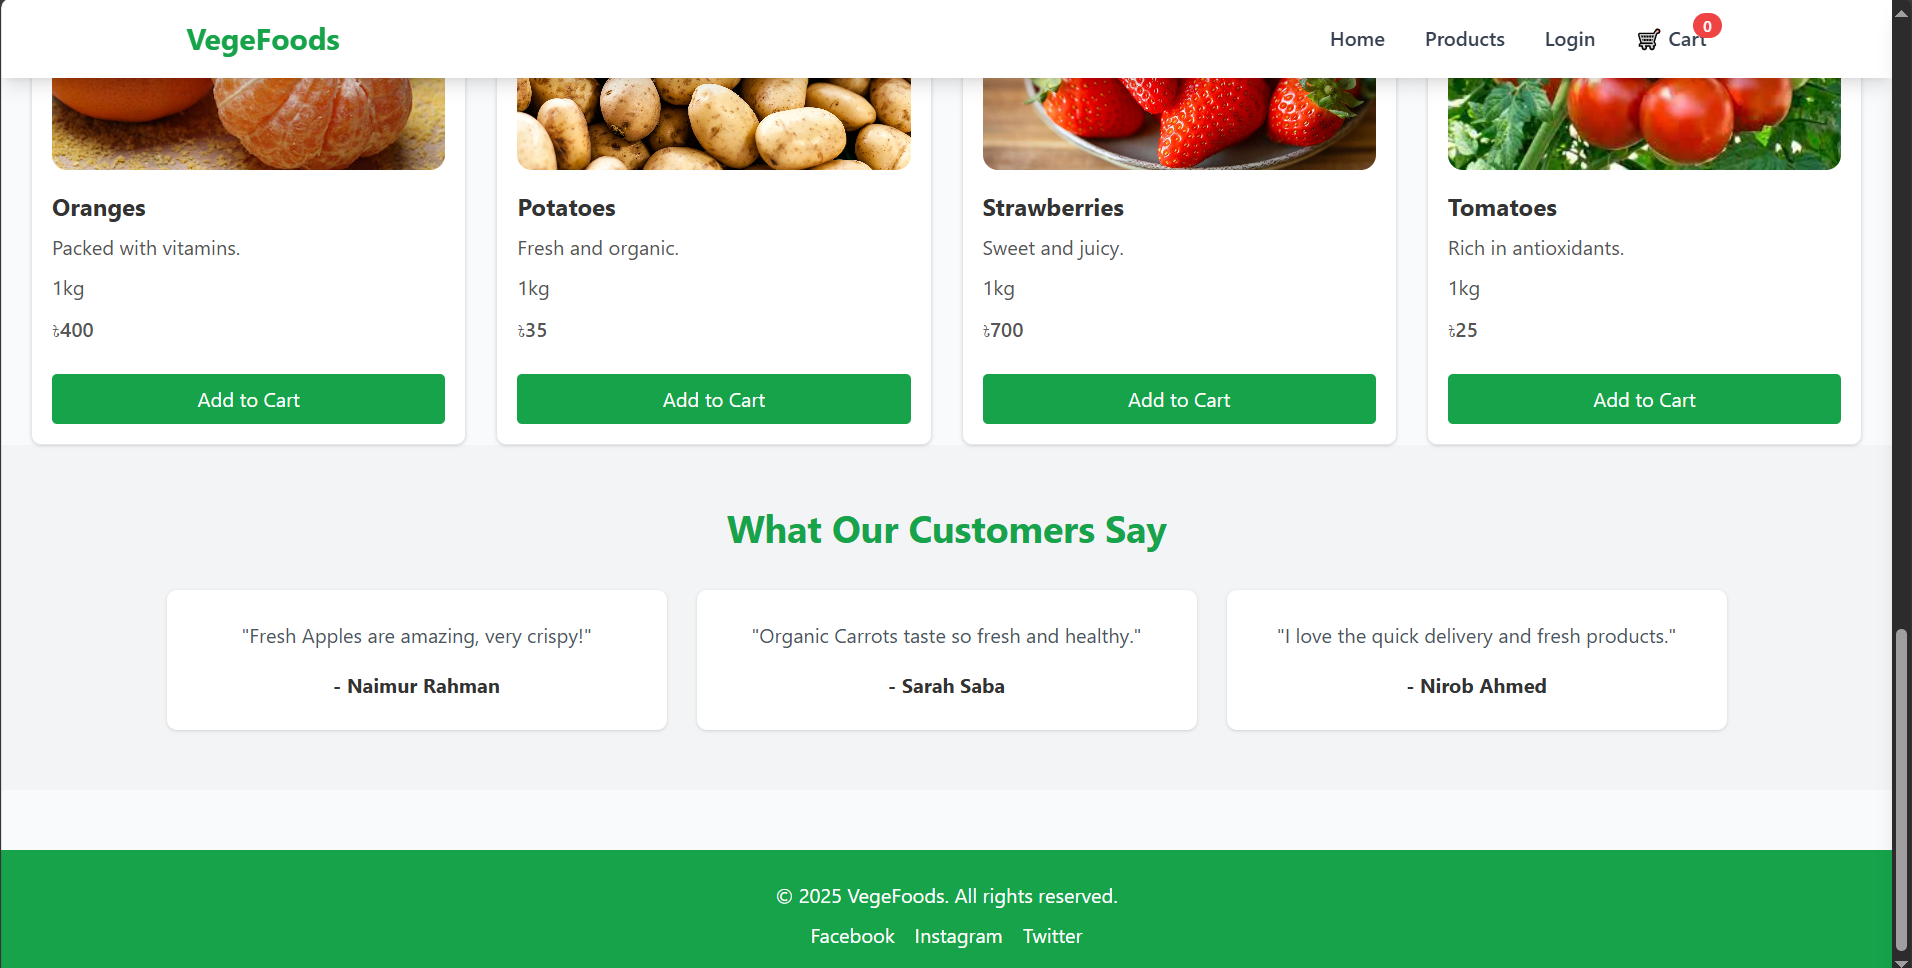 VegeFoods
Home Products Login 🛒 Cart 0
Oranges
Packed with vitamins.
1kg
৳400
Add to Cart
Potatoes
Fresh and organic.
1kg
৳35
Add to Cart
Strawberries
Sweet and juicy.
1kg
৳700
Add to Cart
Tomatoes
Rich in antioxidants.
1kg
৳25
Add to Cart
What Our Customers Say
"Fresh Apples are amazing, very crispy!"
- Naimur Rahman
"Organic Carrots taste so fresh and healthy."
- Sarah Saba
"I love the quick delivery and fresh products."
- Nirob Ahmed
© 2025 VegeFoods. All rights reserved.
Facebook Instagram Twitter